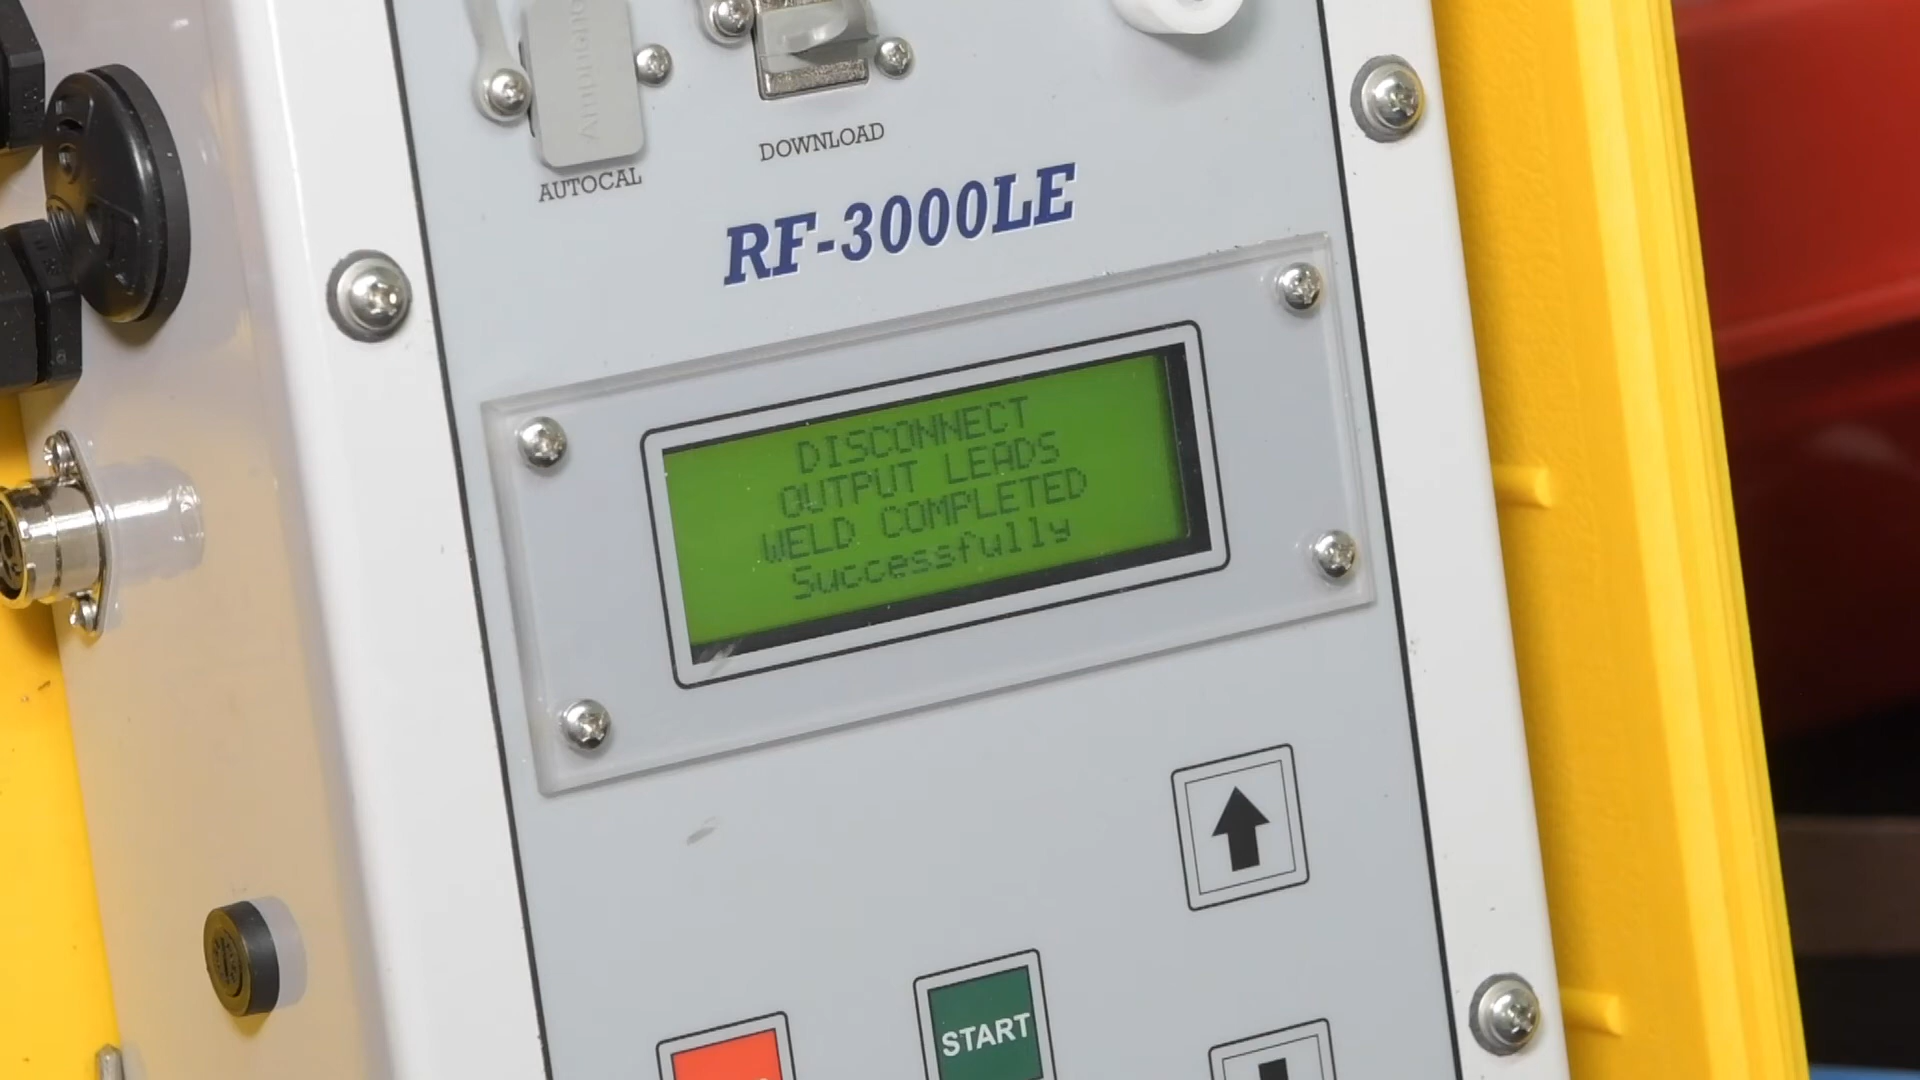 AUTOCAL
DOWNLOAD
RF-3000LE
DISCONNECT
OUTPUT LEADS
WELD COMPLETED
Successfully
START